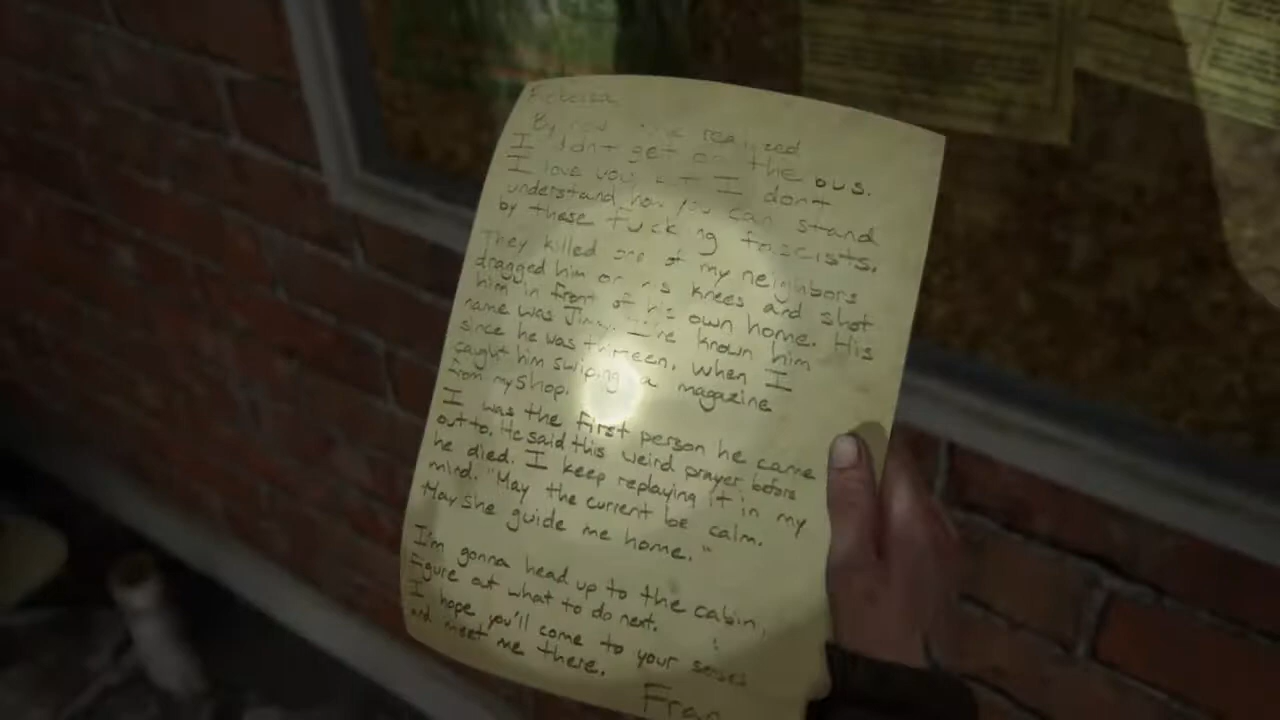 By now realized
I didn't get on the bus.
I love you but I don't
understand how you can stand
by these fucking fascists.
They killed one of my neighbors
dragged him on his knees and shot
him in front of his own home. His
name was known him
since he was thirteen, when I
caught him swiping a magazine
from my shop.
I was the first person he came
out to. He said this weird prayer before
he died. I keep replaying it in my
mind. "May the current be calm.
May she guide me home."
I'm gonna head up to the cabin,
figure out what to do next.
I hope you'll come to your senses
and meet me there.
Fran